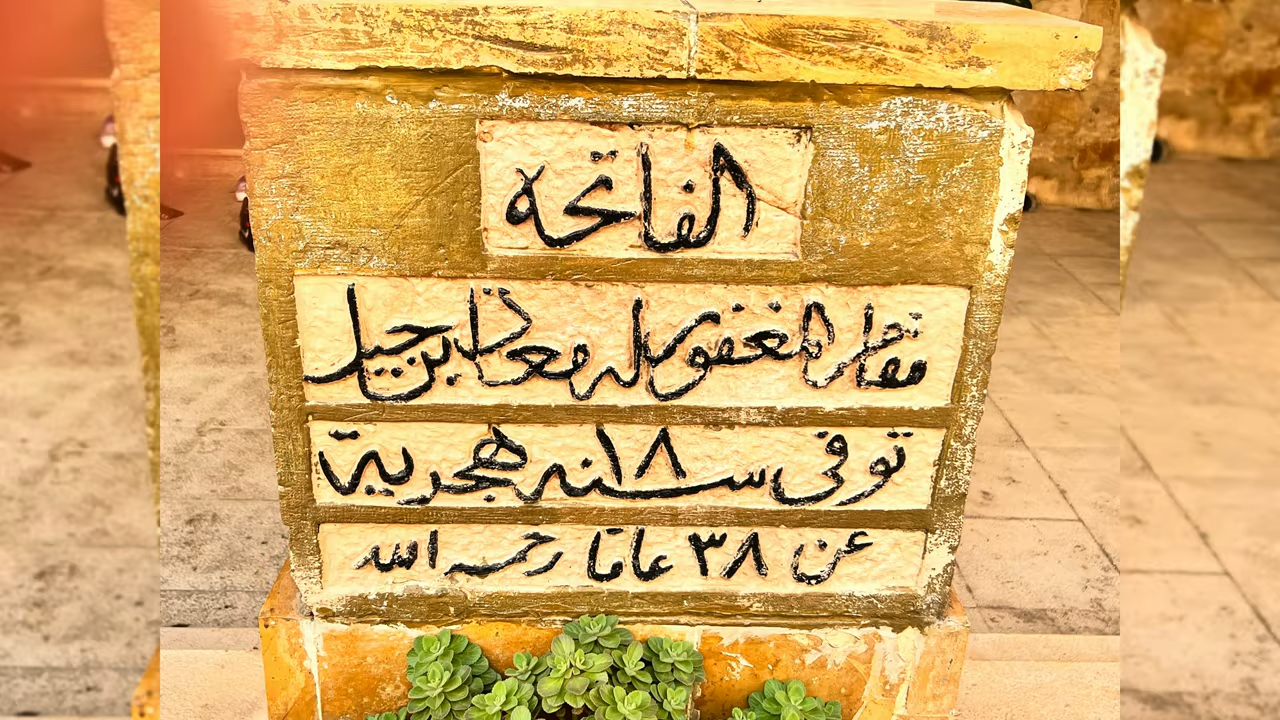 الفاتحة
مقام المغفور له معاذ بن جبل
توفى سنه ١٨ هجرية
عن ٣٨ عاما رحمه الله